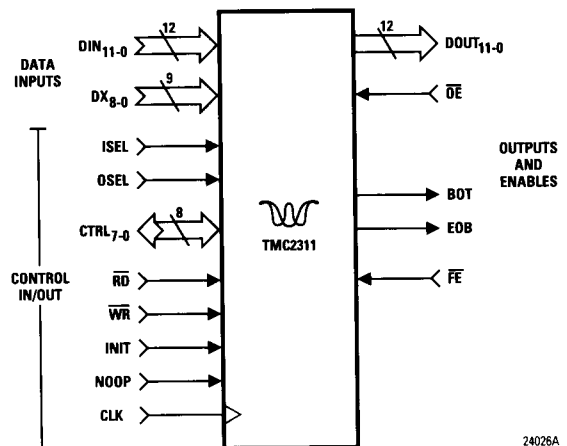 12
DIN11-0
12
DOUT11-0
DATA
INPUTS
9
DX8-0
OE
ISEL
OSEL
OUTPUTS
AND
ENABLES
BOT
8
CTRL7-0
TMC2311
EOB
CONTROL
IN/OUT
RD
FE
WR
INIT
NOOP
CLK
24026A